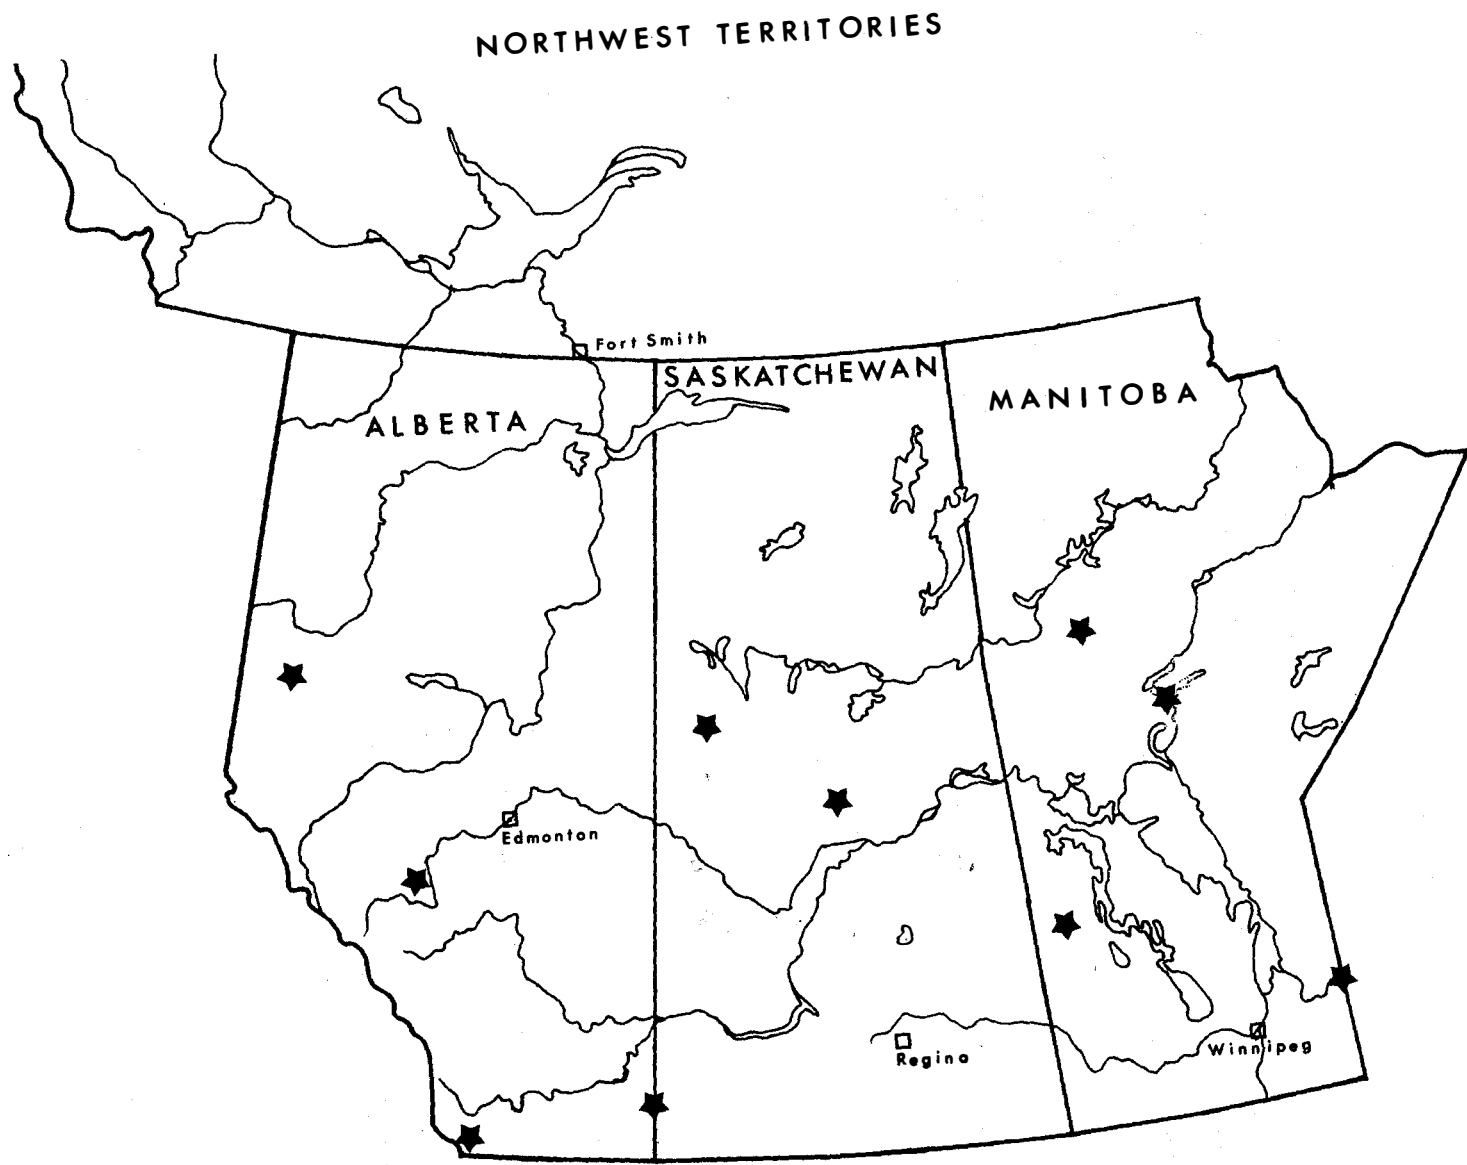 NORTHWEST TERRITORIES
Fort Smith
SASKATCHEWAN
MANITOBA
ALBERTA
Edmonton
Regina
Winnipeg